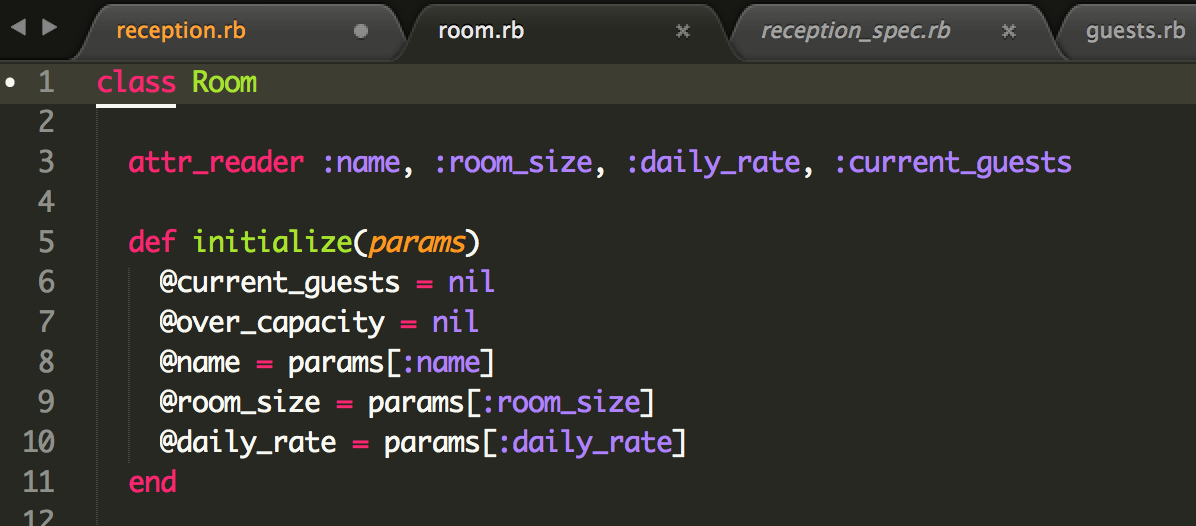 reception.rb room.rb reception_spec.rb guests.rb
1 class Room
2
3 attr_reader :name, :room_size, :daily_rate, :current_guests
4
5 def initialize(params)
6 @current_guests = nil
7 @over_capacity = nil
8 @name = params[:name]
9 @room_size = params[:room_size]
10 @daily_rate = params[:daily_rate]
11 end
12